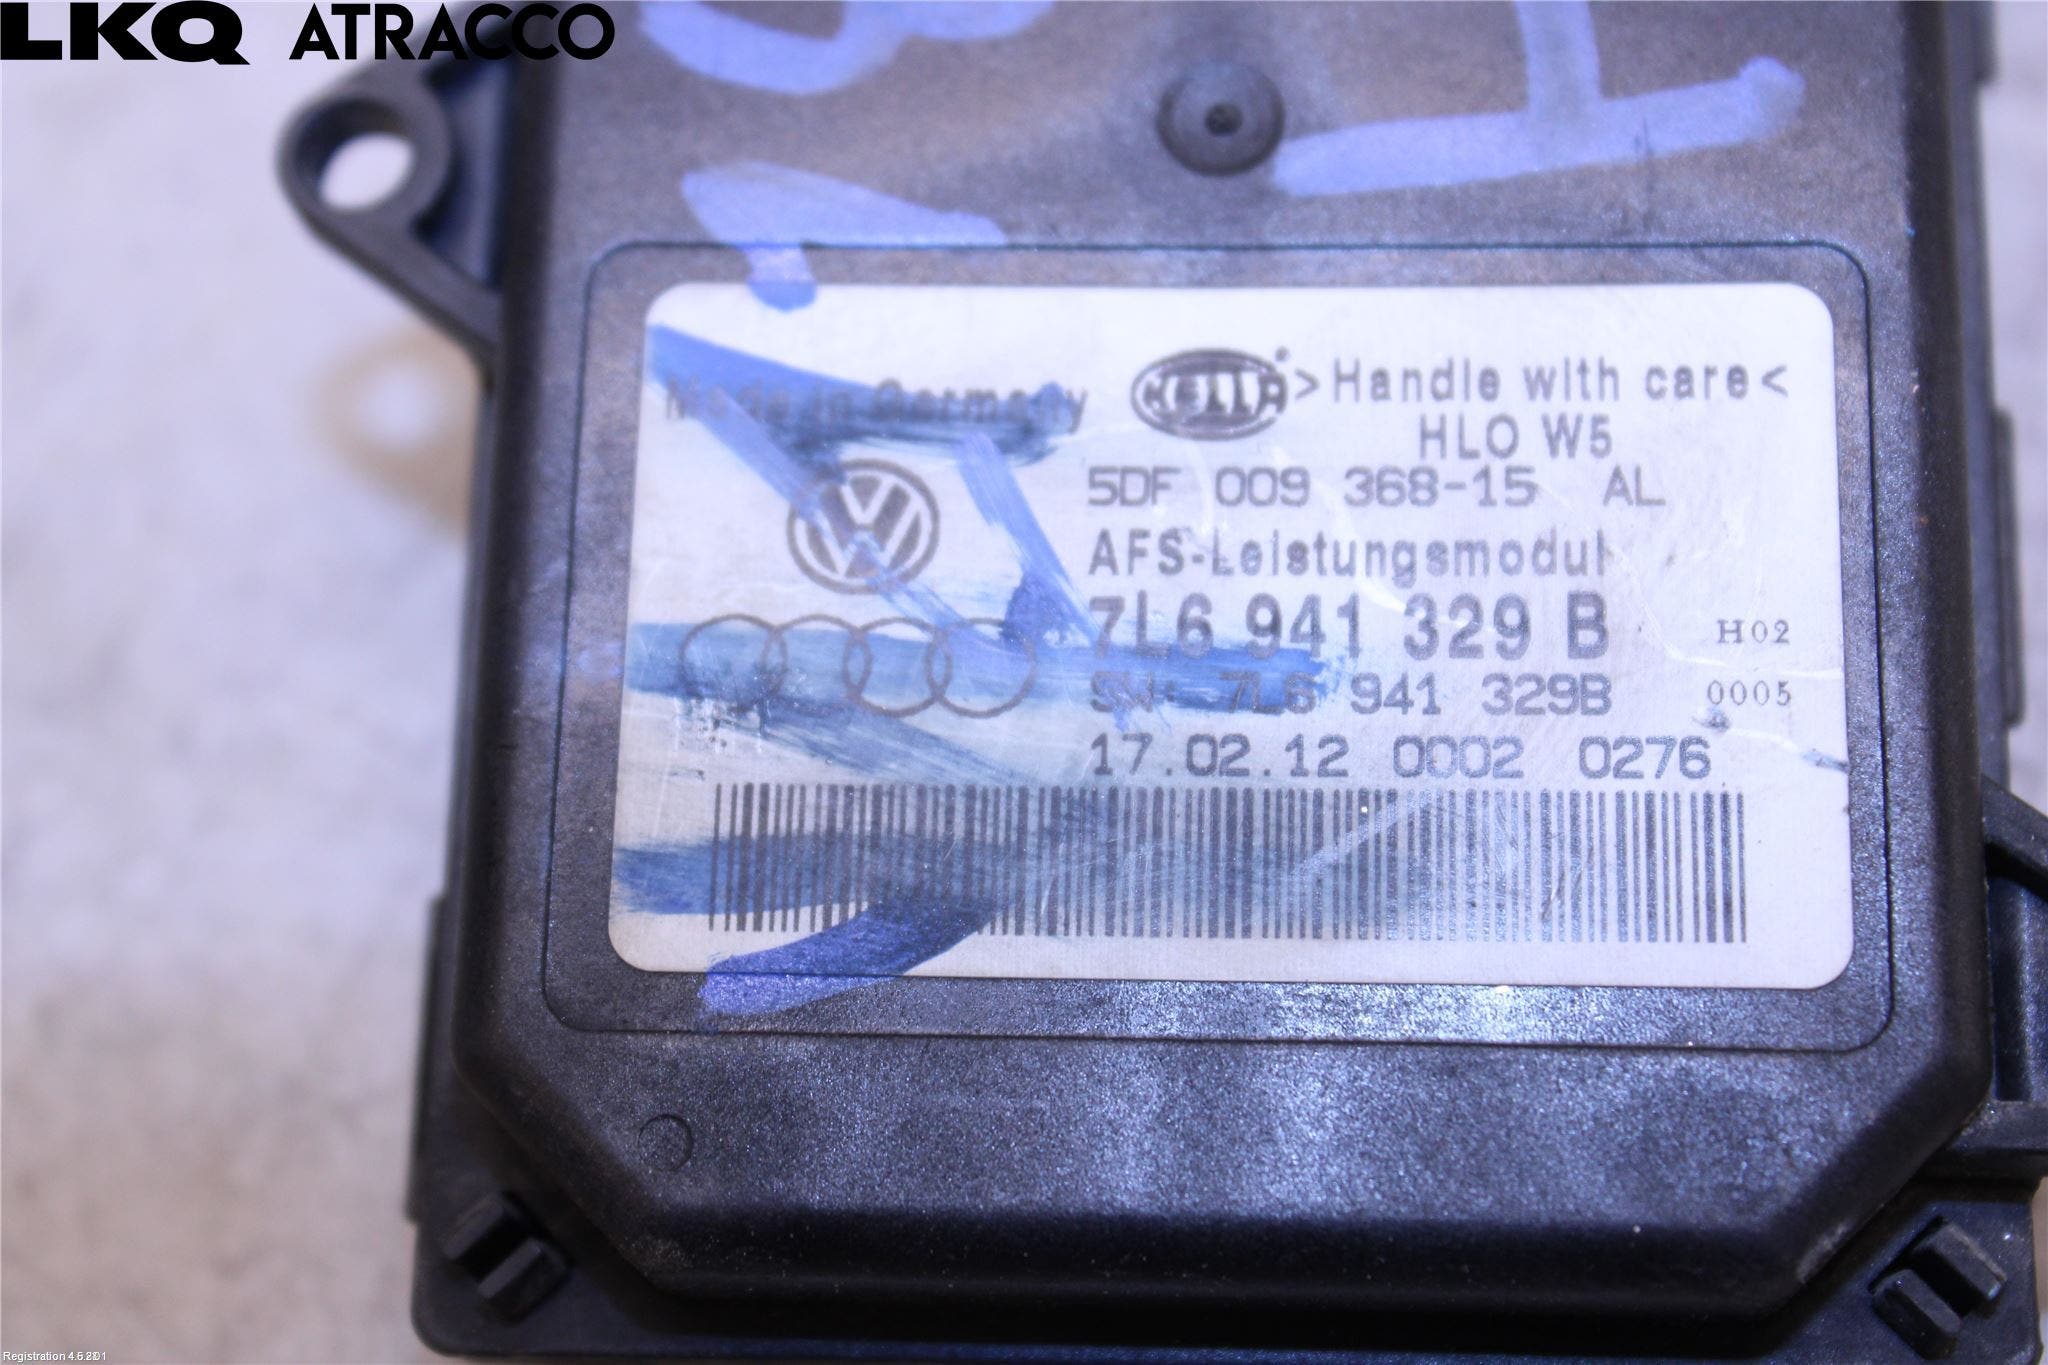 LKQ ATRACCO
Made in Germany HELLA >Handle with care<
HLO W5
5DF 009 368-15 AL
AFS-Leistungsmodul
7L6 941 329 B H02
SW: 7L6 941 329B 0005
17.02.12 0002 0276